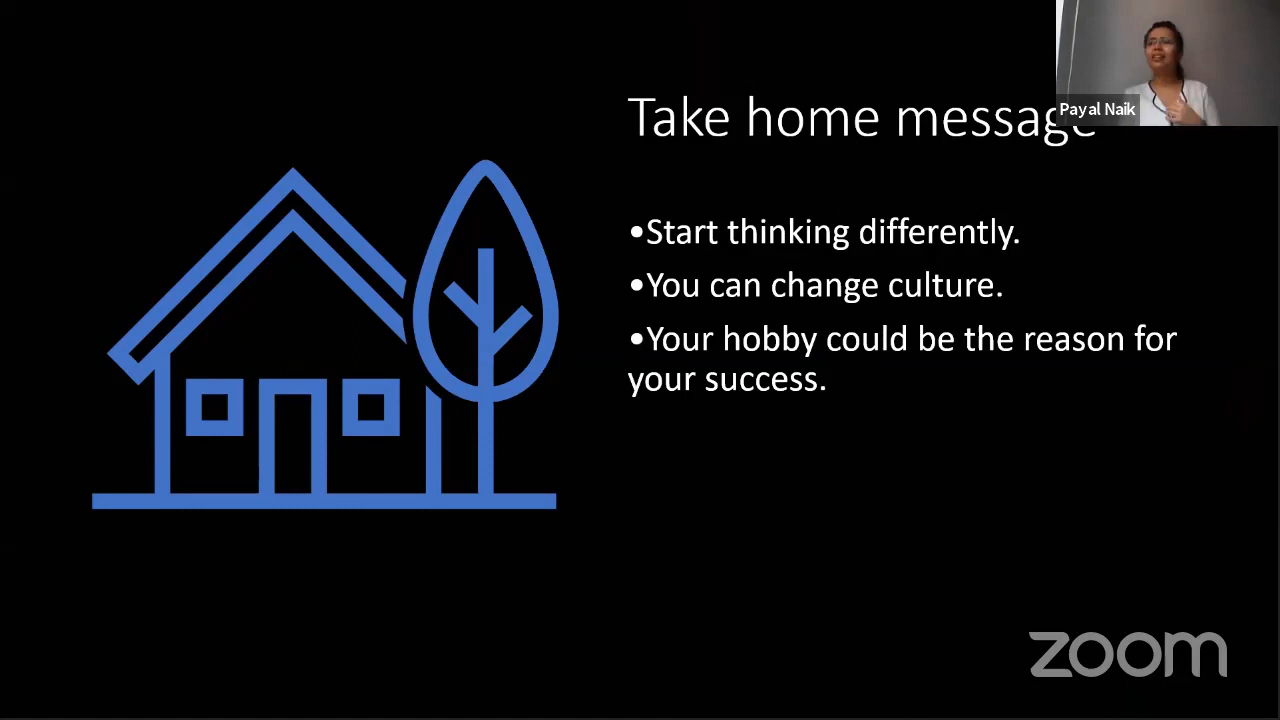 Take home message
Payal Naik
•Start thinking differently.
•You can change culture.
•Your hobby could be the reason for
your success.
zoom